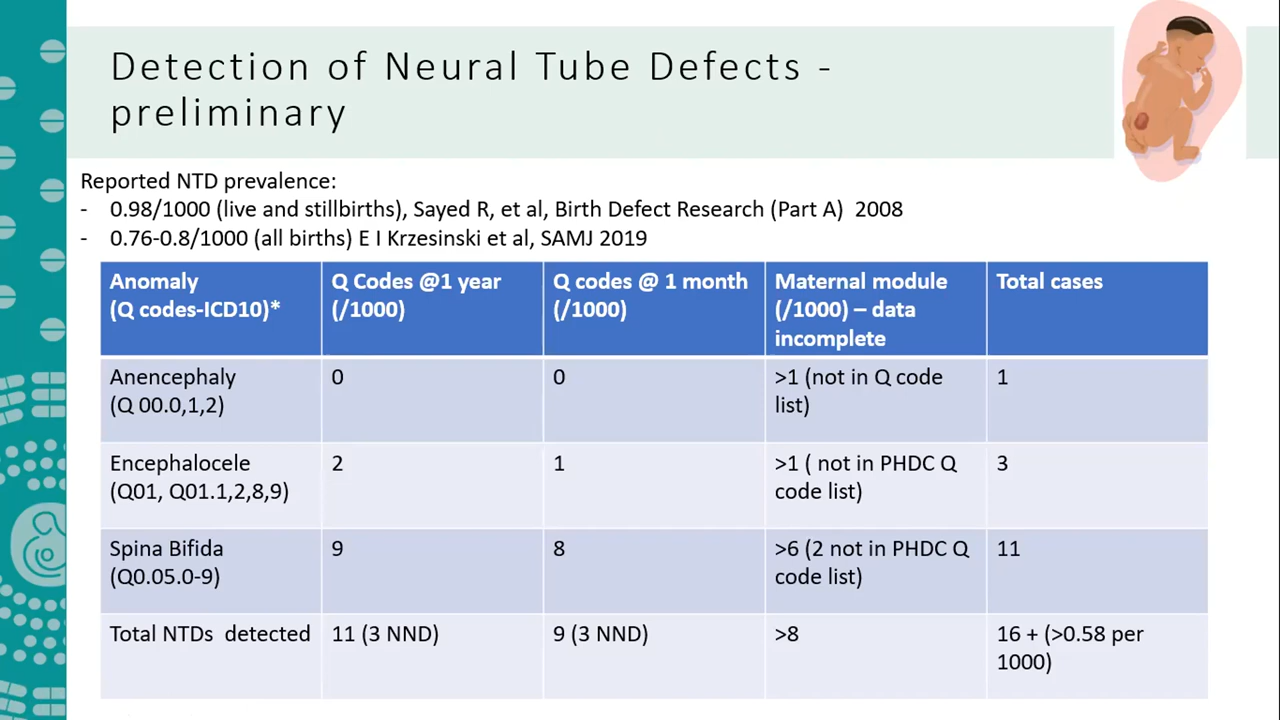 Detection of Neural Tube Defects -
preliminary
Reported NTD prevalence:
- 0.98/1000 (live and stillbirths), Sayed R, et al, Birth Defect Research (Part A) 2008
- 0.76-0.8/1000 (all births) E I Krzesinski et al, SAMJ 2019
Anomaly
(Q codes-ICD10)*
Q Codes @1 year
(/1000)
Q codes @ 1 month
(/1000)
Maternal module
(/1000) – data
incomplete
Total cases
Anencephaly
(Q 00.0,1,2)
0
0
>1 (not in Q code
list)
1
Encephalocele
(Q01, Q01.1,2,8,9)
2
1
>1 ( not in PHDC Q
code list)
3
Spina Bifida
(Q0.05.0-9)
9
8
>6 (2 not in PHDC Q
code list)
11
Total NTDs detected
11 (3 NND)
9 (3 NND)
>8
16 + (>0.58 per
1000)